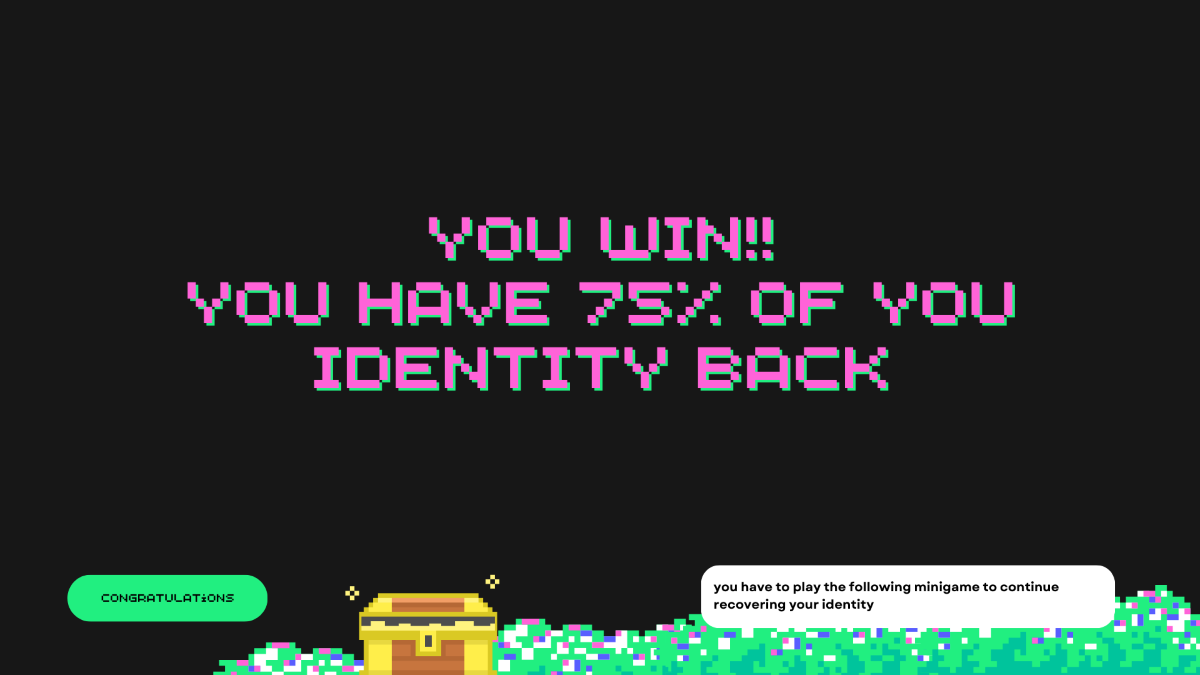 YOU WIN!!
YOU HAVE 75% OF YOU
IDENTITY BACK
CONGRATULATiONS
you have to play the following minigame to continue
recovering your identity